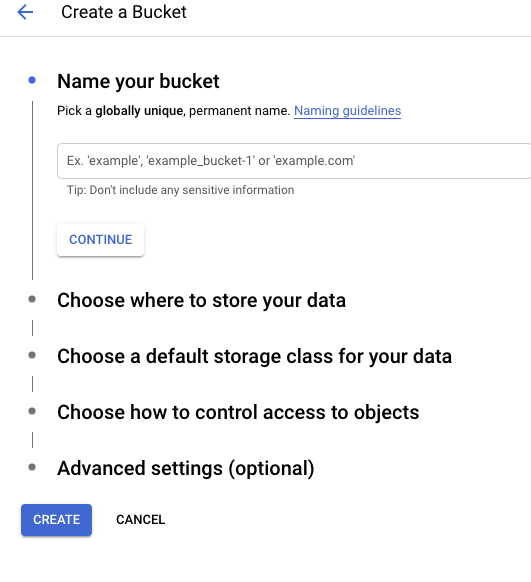 Create a Bucket
Name your bucket
Pick a globally unique, permanent name. Naming guidelines
Ex. 'example', 'example_bucket-1' or 'example.com'
Tip: Don't include any sensitive information
CONTINUE
Choose where to store your data
Choose a default storage class for your data
Choose how to control access to objects
Advanced settings (optional)
CREATE CANCEL